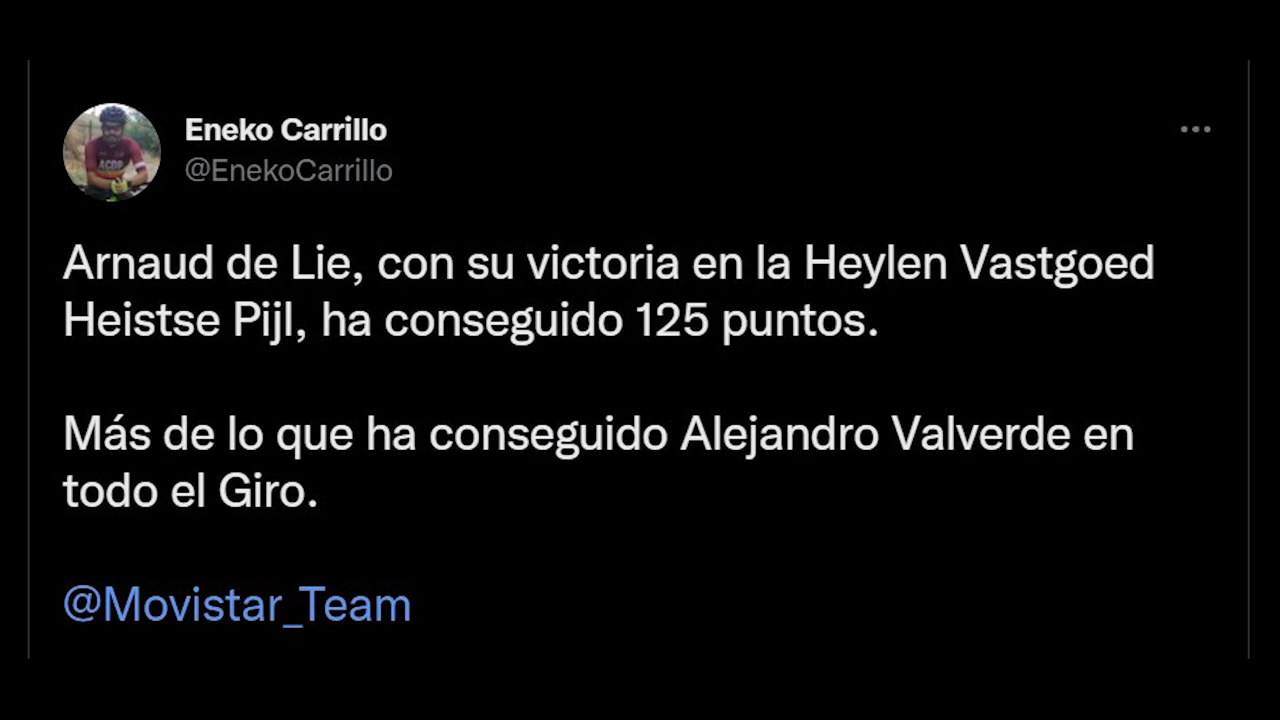 Eneko Carrillo
@EnekoCarrillo
Arnaud de Lie, con su victoria en la Heylen Vastgoed
Heistse Pijl, ha conseguido 125 puntos.
Más de lo que ha conseguido Alejandro Valverde en
todo el Giro.
@Movistar_Team